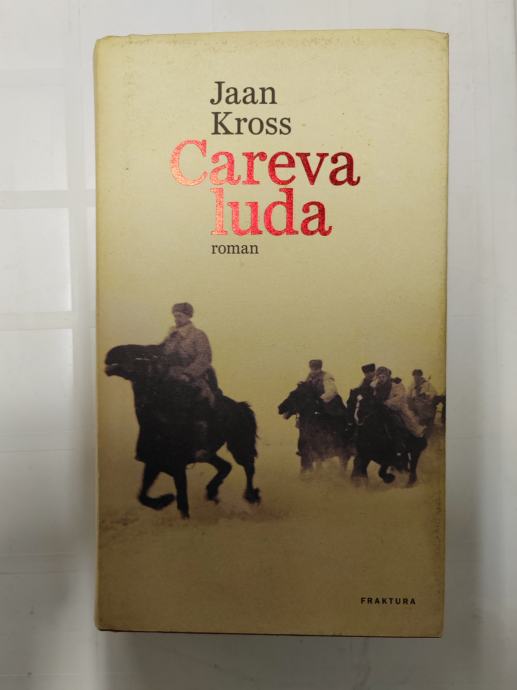 Jaan
Kross
Careva
luda
roman
FRAKTURA